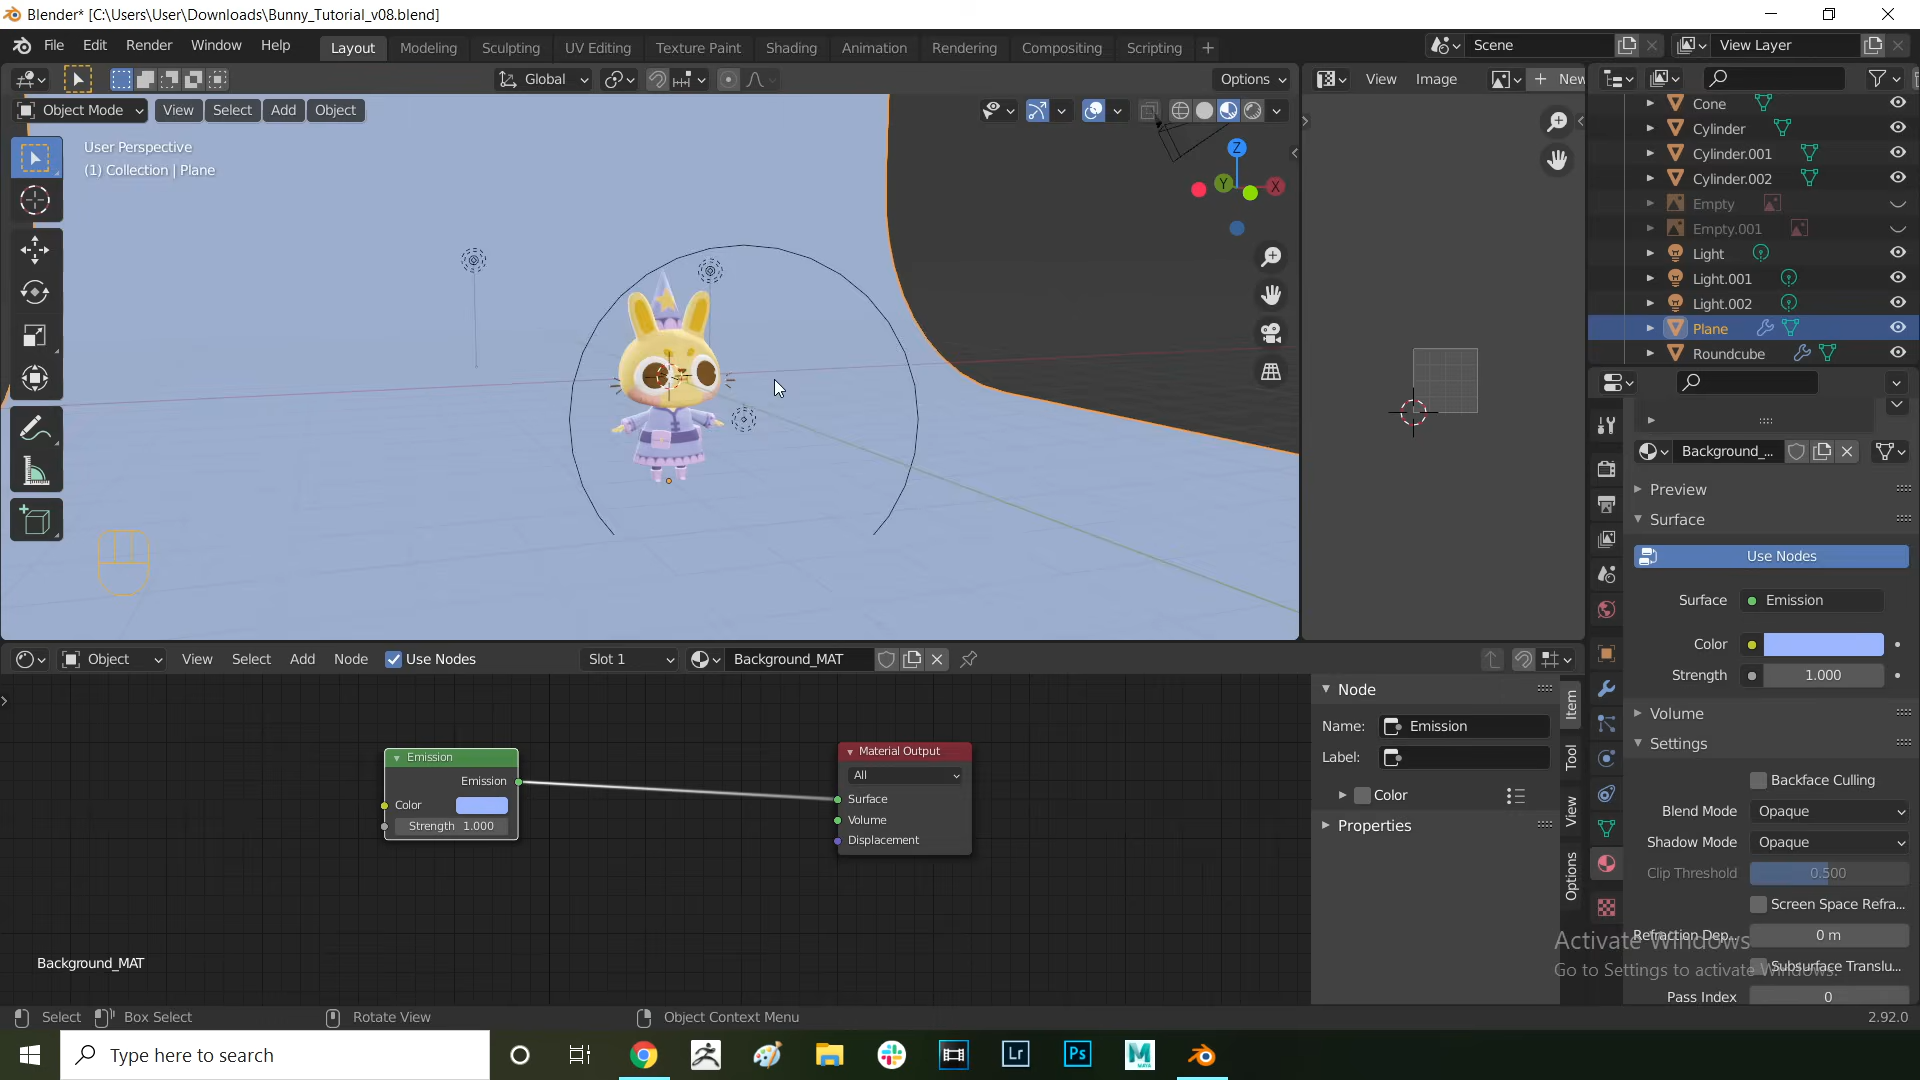 Blender* [C:\Users\User\Downloads\Bunny_Tutorial_v08.blend]
File Edit Render Window Help
Layout Modeling Sculpting UV Editing Texture Paint Shading Animation Rendering Compositing Scripting +
Scene
View Layer
Global
Options
View Image
New
Object Mode View Select Add Object
User Perspective
(1) Collection | Plane
Z
Y
X
Cone
Cylinder
Cylinder.001
Cylinder.002
Empty
Empty.001
Light
Light.001
Light.002
Plane
Roundcube
Background_...
Preview
Surface
Use Nodes
Surface Emission
Color
Strength 1.000
Volume
Settings
Backface Culling
Blend Mode Opaque
Shadow Mode Opaque
Clip Threshold 0.500
Screen Space Refra...
Refraction Dep... 0 m
Subsurface Translu...
Pass Index 0
Activate Windows
Go to Settings to activate Windows.
Object View Select Add Node Use Nodes Slot 1 Background_MAT
Emission
Emission
Color
Strength 1.000
Material Output
All
Surface
Volume
Displacement
Background_MAT
Node
Name: Emission
Label:
Color
Properties
Item
Tool
View
Options
Select Box Select Rotate View Object Context Menu
2.92.0
Type here to search
Lr
Ps